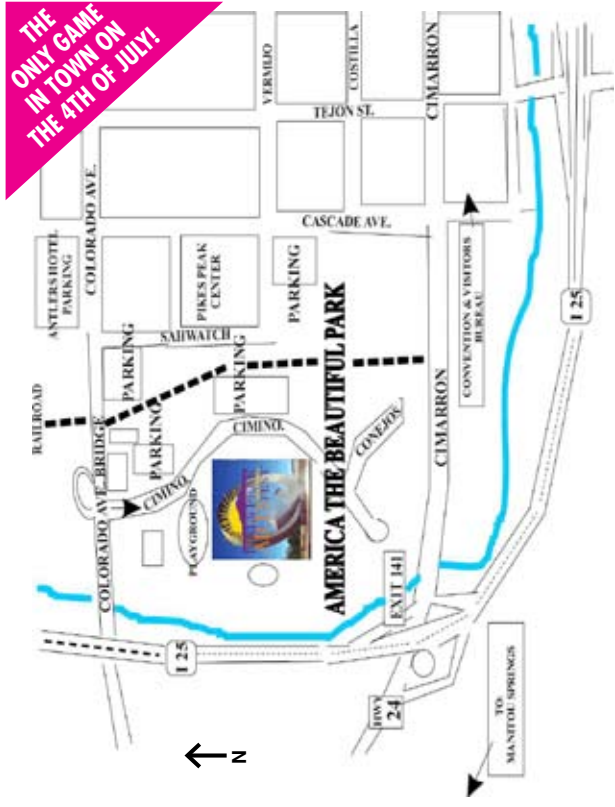 THE
ONLY GAME
IN TOWN ON
THE 4TH OF JULY!
VERMIJO
COSTILLA
CIMARRON
TEJON ST.
COLORADO AVE.
CASCADE AVE.
ANTLERS HOTEL
PARKING
PIKES PEAK
CENTER
PARKING
CONVENTION & VISITORS
BUREAU
I 25
SAHWATCH
PARKING
PARKING
RAILROAD
AMERICA THE BEAUTIFUL PARK
CIMINO.
CONEJOS
CIMARRON
PARKING
COLORADO AVE. BRIDGE
CIMINO.
PLAYGROUND
EXIT 141
I 25
HWY
24
TO
MANITOU SPRINGS
N